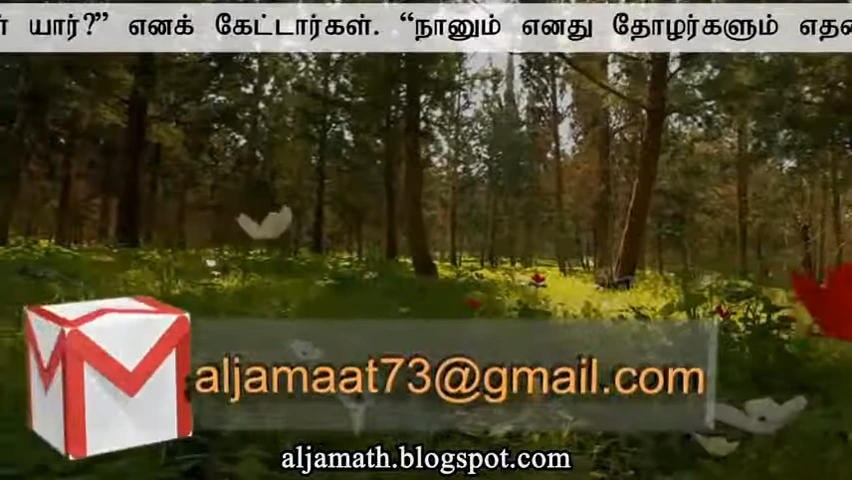 யார்?” எனக் கேட்டார்கள். “நானும் எனது தோழர்களும்
aljamaat73@gmail.com
aljamath.blogspot.com